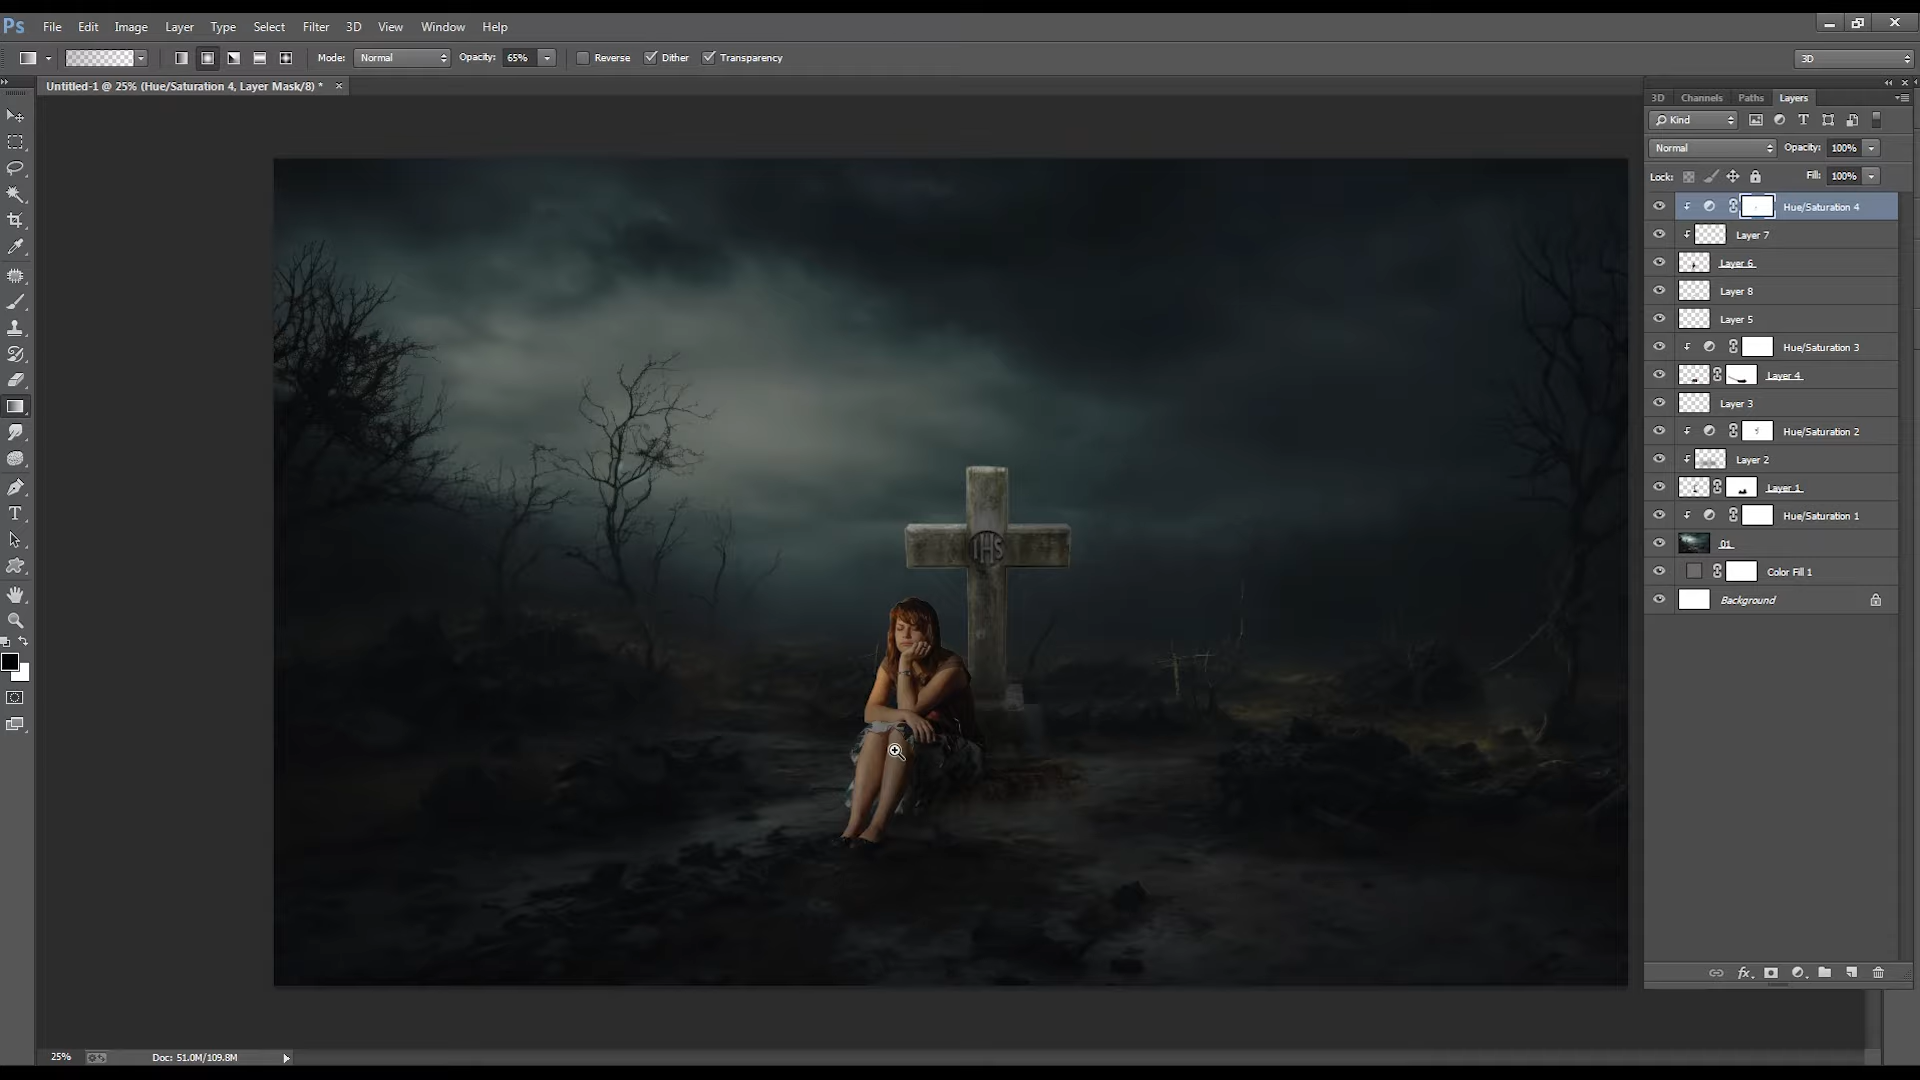 Ps File Edit Image Layer Type Select Filter 3D View Window Help
Mode: Normal Opacity: 65% Reverse Dither Transparency 3D
Untitled-1 @ 25% (Hue/Saturation 4, Layer Mask/8) * ×
3D Channels Paths Layers
Kind
Normal Opacity: 100%
Lock: Fill: 100%
Hue/Saturation 4
Layer 7
Layer 6
Layer 8
Layer 5
Hue/Saturation 3
Layer 4
Layer 3
Hue/Saturation 2
Layer 2
Layer 1
Hue/Saturation 1
01
Color Fill 1
Background
IHS
25% Doc: 51.0M/109.8M